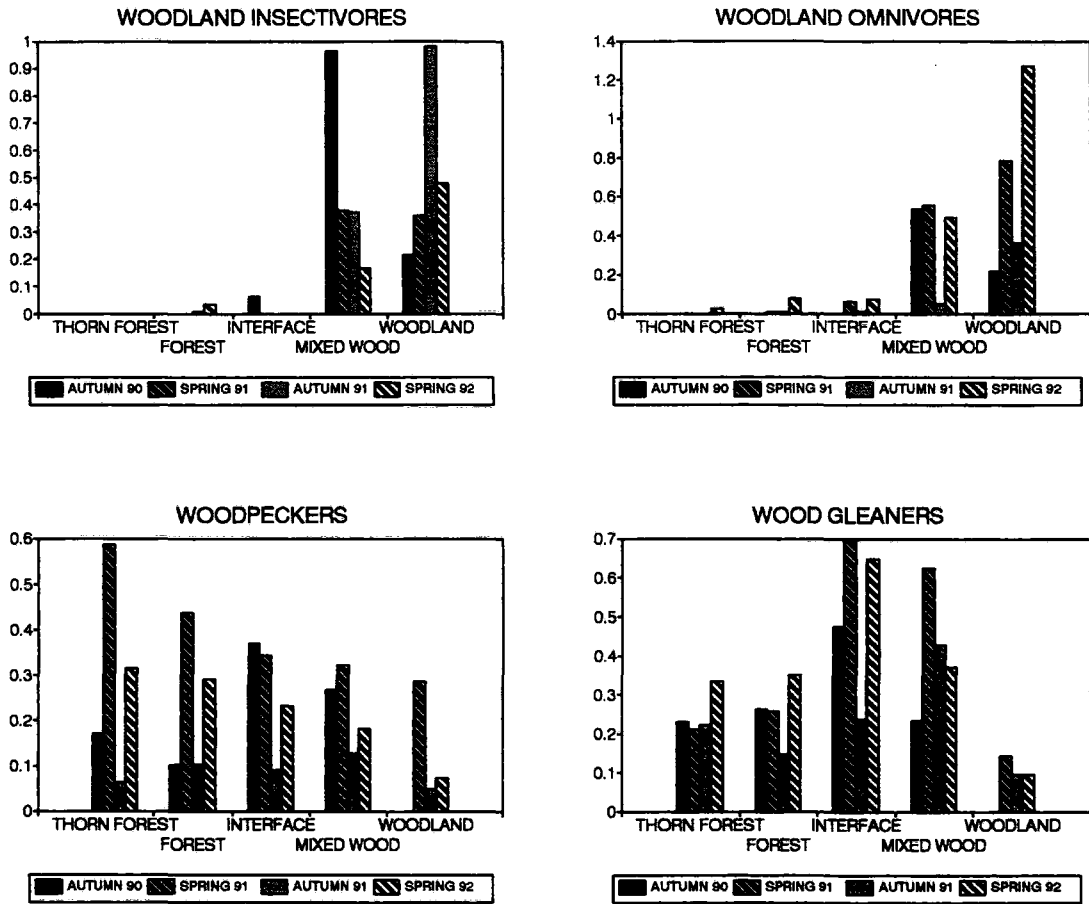 WOODLAND INSECTIVORES
1
0.9
0.8
0.7
0.6
0.5
0.4
0.3
0.2
0.1
0
THORN FOREST INTERFACE WOODLAND
FOREST MIXED WOOD
AUTUMN 90 SPRING 91 AUTUMN 91 SPRING 92
WOODLAND OMNIVORES
1.4
1.2
1
0.8
0.6
0.4
0.2
0
THORN FOREST INTERFACE WOODLAND
FOREST MIXED WOOD
AUTUMN 90 SPRING 91 AUTUMN 91 SPRING 92
WOODPECKERS
0.6
0.5
0.4
0.3
0.2
0.1
0
THORN FOREST INTERFACE WOODLAND
FOREST MIXED WOOD
AUTUMN 90 SPRING 91 AUTUMN 91 SPRING 92
WOOD GLEANERS
0.7
0.6
0.5
0.4
0.3
0.2
0.1
0
THORN FOREST INTERFACE WOODLAND
FOREST MIXED WOOD
AUTUMN 90 SPRING 91 AUTUMN 91 SPRING 92